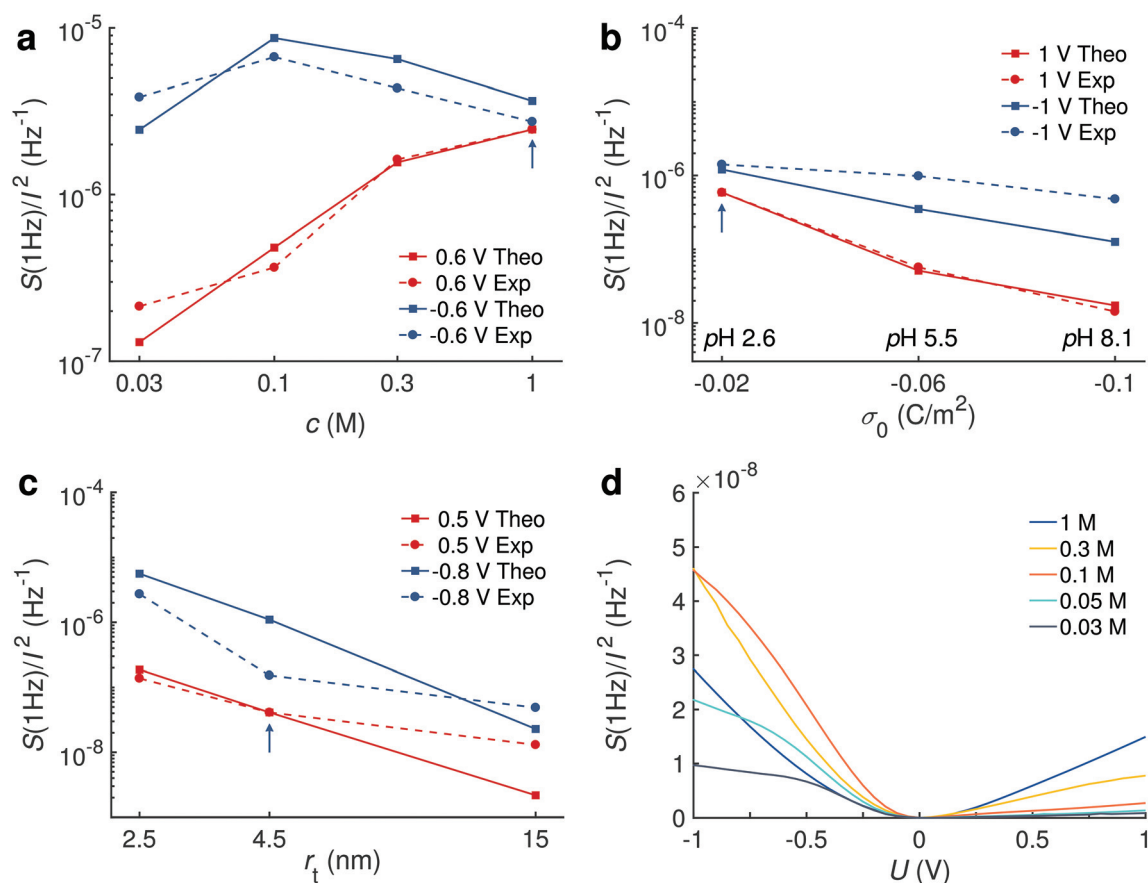 a
S(1Hz)/I² (Hz⁻¹)
10⁻⁵
10⁻⁶
10⁻⁷
0.6 V Theo
0.6 V Exp
-0.6 V Theo
-0.6 V Exp
0.03 0.1 0.3 1
c (M)
b
S(1Hz)/I² (Hz⁻¹)
10⁻⁴
10⁻⁶
10⁻⁸
1 V Theo
1 V Exp
-1 V Theo
-1 V Exp
pH 2.6 pH 5.5 pH 8.1
-0.02 -0.06 -0.1
σ₀ (C/m²)
c
S(1Hz)/I² (Hz⁻¹)
10⁻⁴
10⁻⁶
10⁻⁸
0.5 V Theo
0.5 V Exp
-0.8 V Theo
-0.8 V Exp
2.5 4.5 15
rₜ (nm)
d
S(1Hz)/I² (Hz⁻¹)
×10⁻⁸
6
5
4
3
2
1
0
1 M
0.3 M
0.1 M
0.05 M
0.03 M
-1 -0.5 0 0.5 1
U (V)